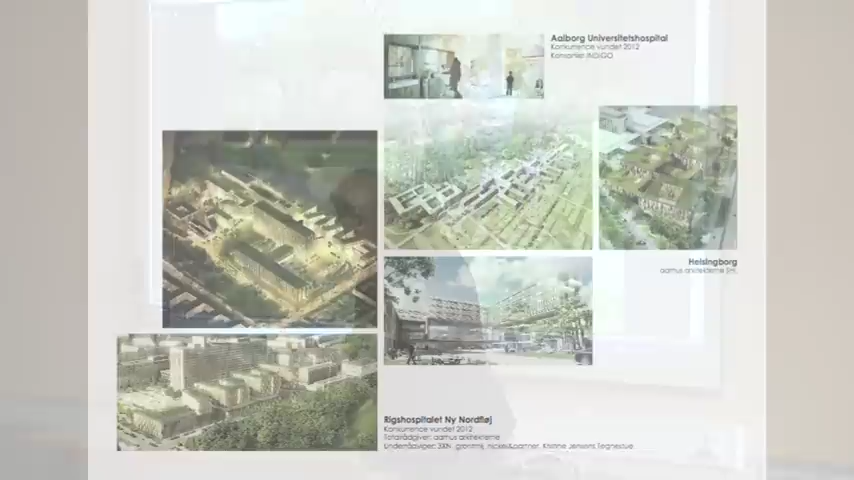 Aalborg Universitetshospital
Konkurrence vundet 2012
Konsortiet INDIGO
Helsingborg
aarhus arkitekterne
Rigshospitalet Ny Nordfløj
Konkurrence vundet 2012
Totalrådgiver: aarhus arkitekterne
Underrådgiver: